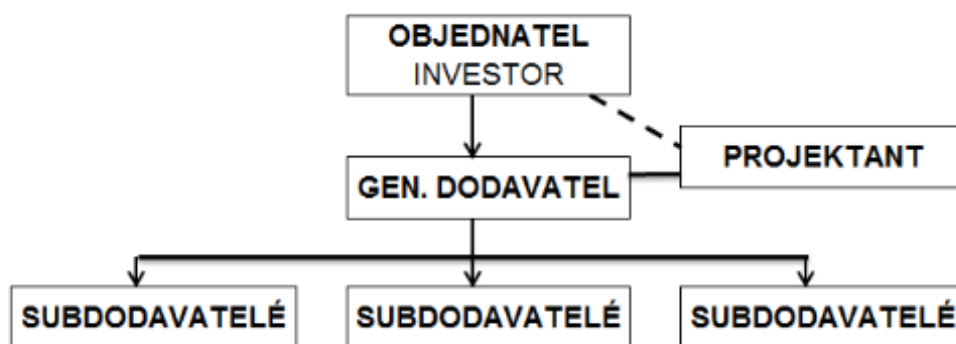 OBJEDNATEL
INVESTOR
PROJEKTANT
GEN. DODAVATEL
SUBDODAVATELÉ
SUBDODAVATELÉ
SUBDODAVATELÉ